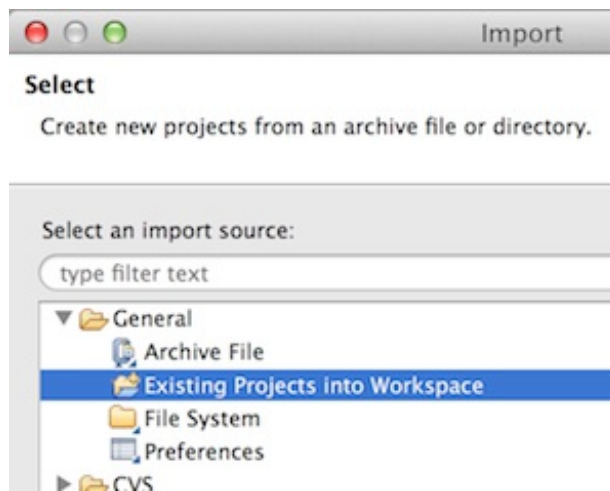 Import
Select
Create new projects from an archive file or directory.
Select an import source:
type filter text
General
Archive File
Existing Projects into Workspace
File System
Preferences
CVS